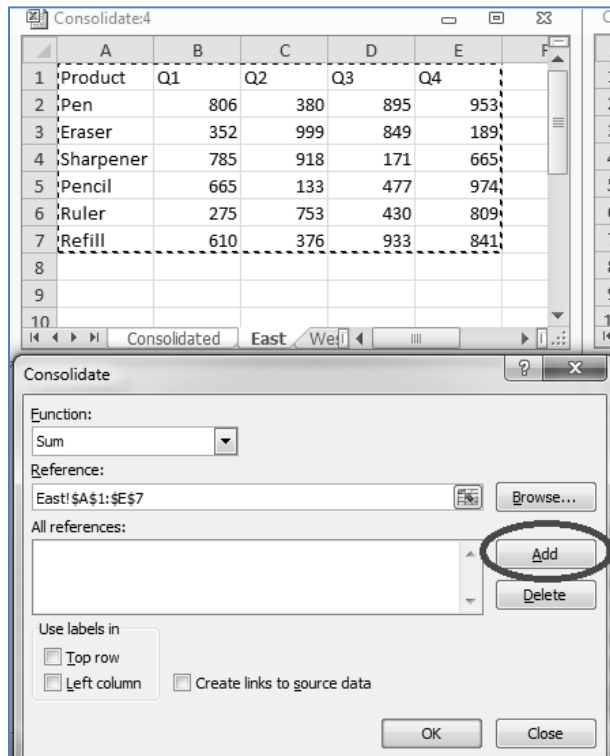 Consolidate:4
A B C D E F
1 Product Q1 Q2 Q3 Q4
2 Pen 806 380 895 953
3 Eraser 352 999 849 189
4 Sharpener 785 918 171 665
5 Pencil 665 133 477 974
6 Ruler 275 753 430 809
7 Refill 610 376 933 841
8
9
10
Consolidated East West
Consolidate
Function:
Sum
Reference:
East!$A$1:$E$7 Browse...
All references:
Add
Delete
Use labels in
Top row
Left column Create links to source data
OK Close